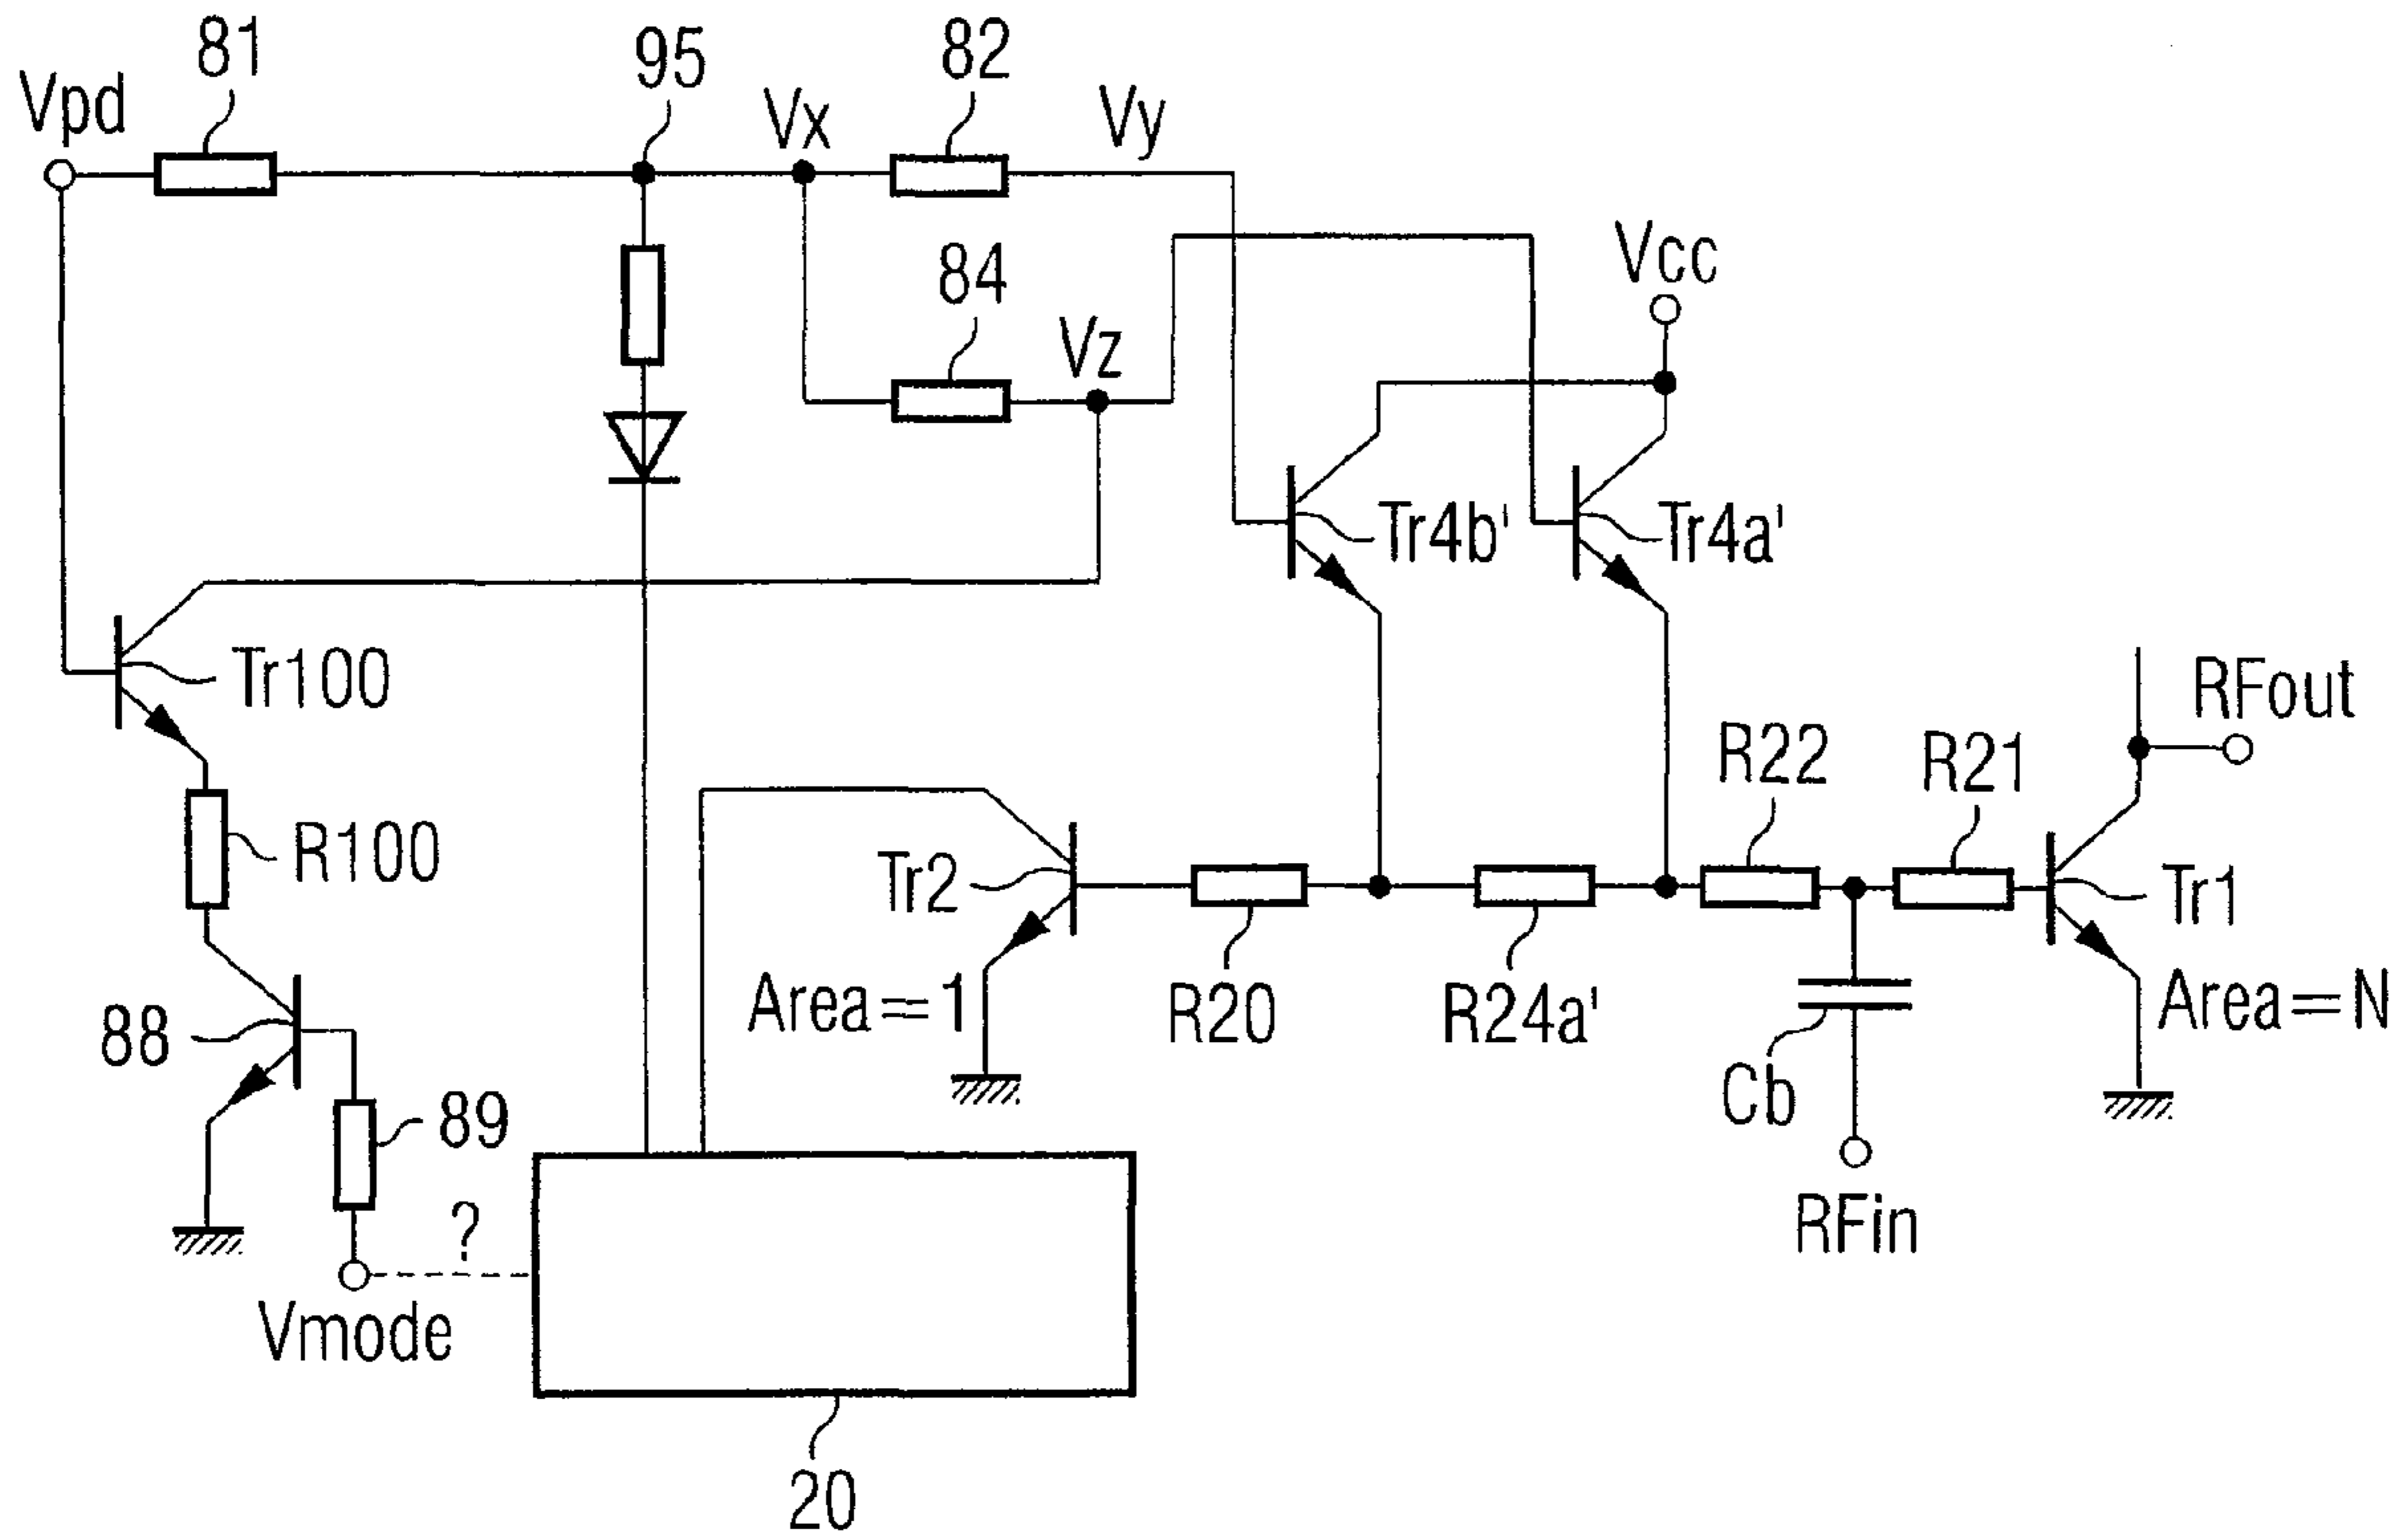 81
95
82
Vpd
Vx
Vy
84
Vcc
Vz
Tr4b'
Tr4a'
Tr100
RFout
R22
R21
R100
Tr2
Tr1
Area=1
R20
R24a'
Area=N
88
Cb
89
?
RFin
Vmode
20